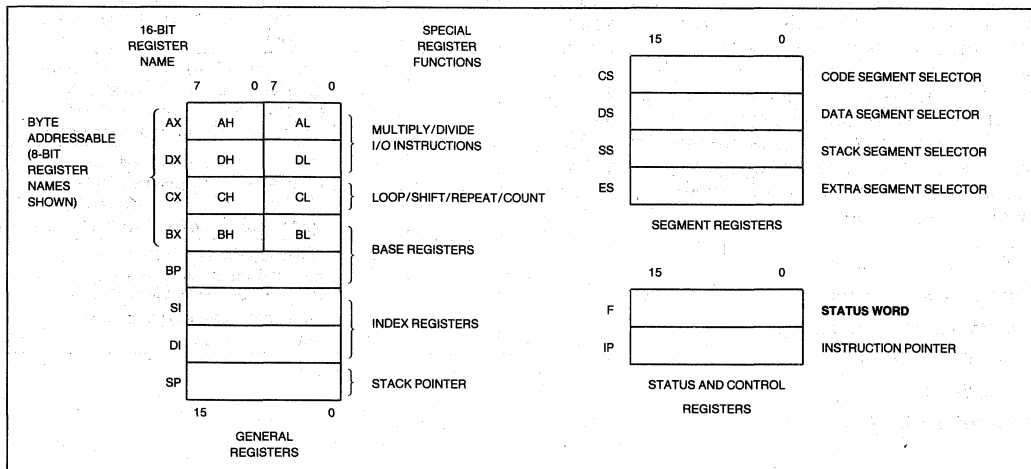 16-BIT
REGISTER
NAME
SPECIAL
REGISTER
FUNCTIONS
7 0 7 0
BYTE
ADDRESSABLE
(8-BIT
REGISTER
NAMES
SHOWN)
AX AH AL
DX DH DL
CX CH CL
BX BH BL
BP
SI
DI
SP
15 0
MULTIPLY/DIVIDE
I/O INSTRUCTIONS
LOOP/SHIFT/REPEAT/COUNT
BASE REGISTERS
INDEX REGISTERS
STACK POINTER
GENERAL
REGISTERS
15 0
CS CODE SEGMENT SELECTOR
DS DATA SEGMENT SELECTOR
SS STACK SEGMENT SELECTOR
ES EXTRA SEGMENT SELECTOR
SEGMENT REGISTERS
15 0
F STATUS WORD
IP INSTRUCTION POINTER
STATUS AND CONTROL
REGISTERS